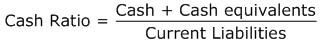 Cash Ratio = Cash + Cash equivalents
Current Liabilities